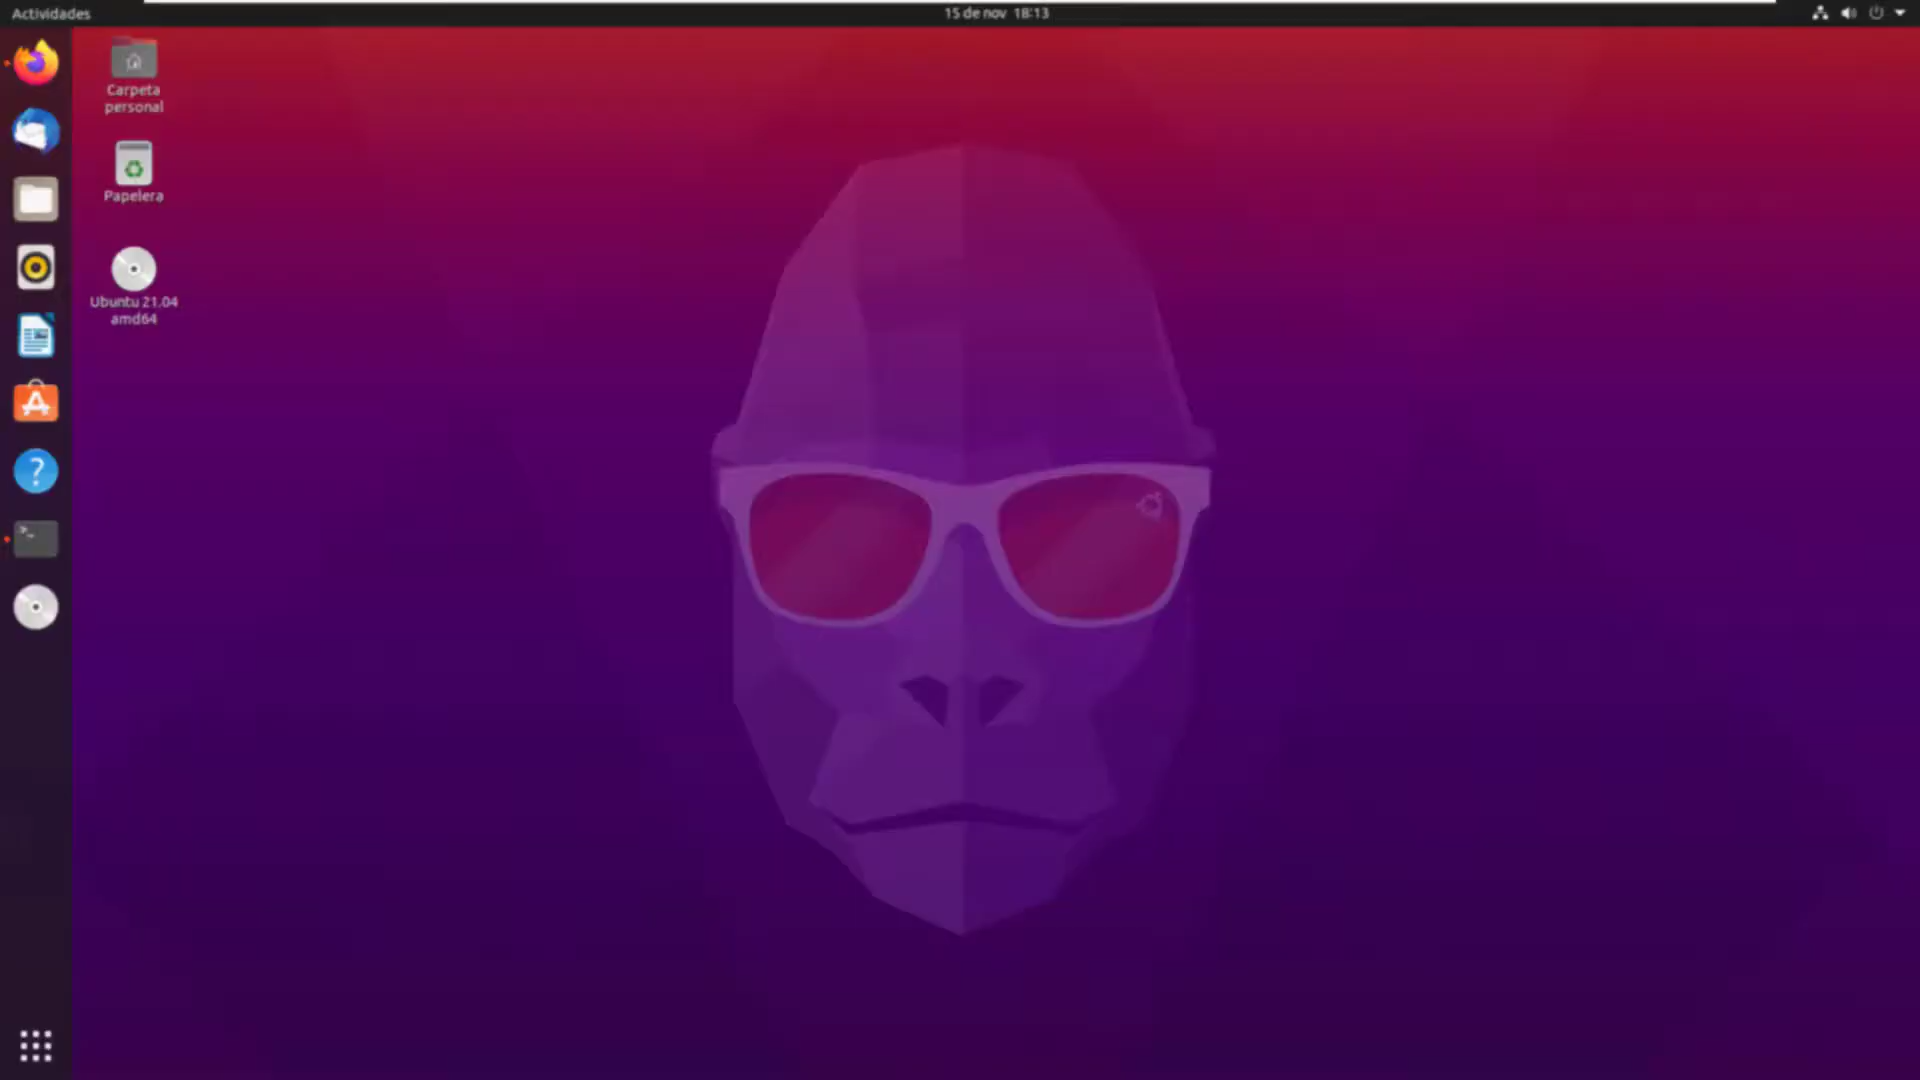 Actividades
15 de nov 18:13
Carpeta
personal
Papelera
Ubuntu 21.04
amd64